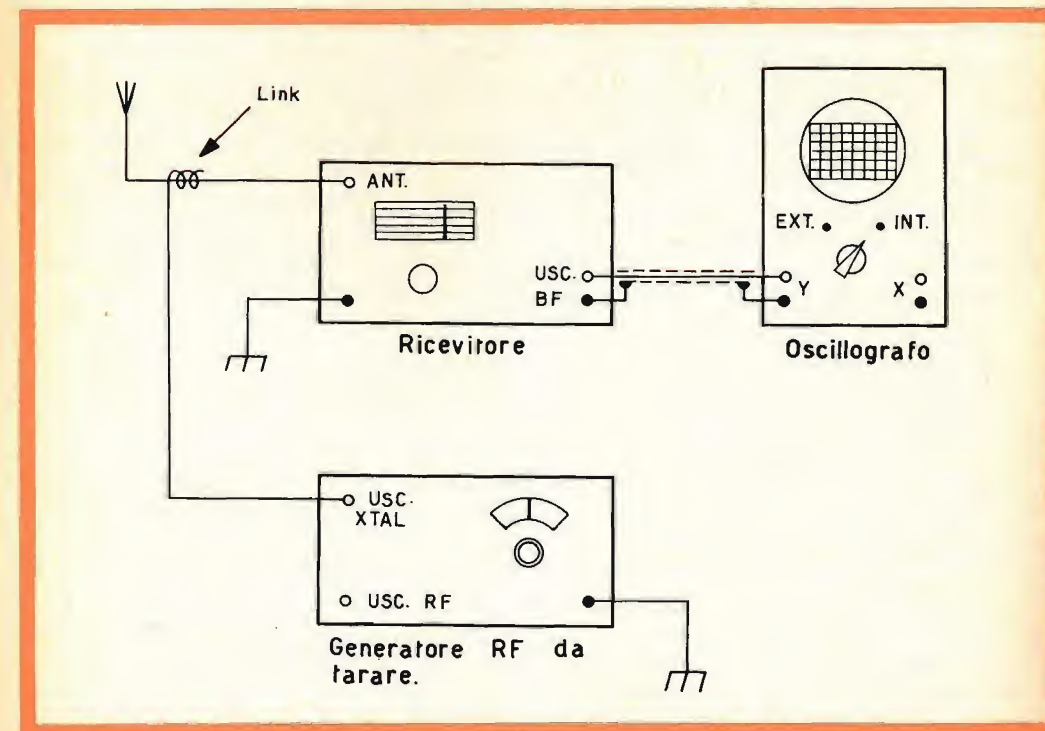 Link
ANT.
USC.
BF
Ricevitore
EXT.
INT.
Y
X
Oscillografo
USC.
XTAL
USC. RF
Generatore RF da
tarare.